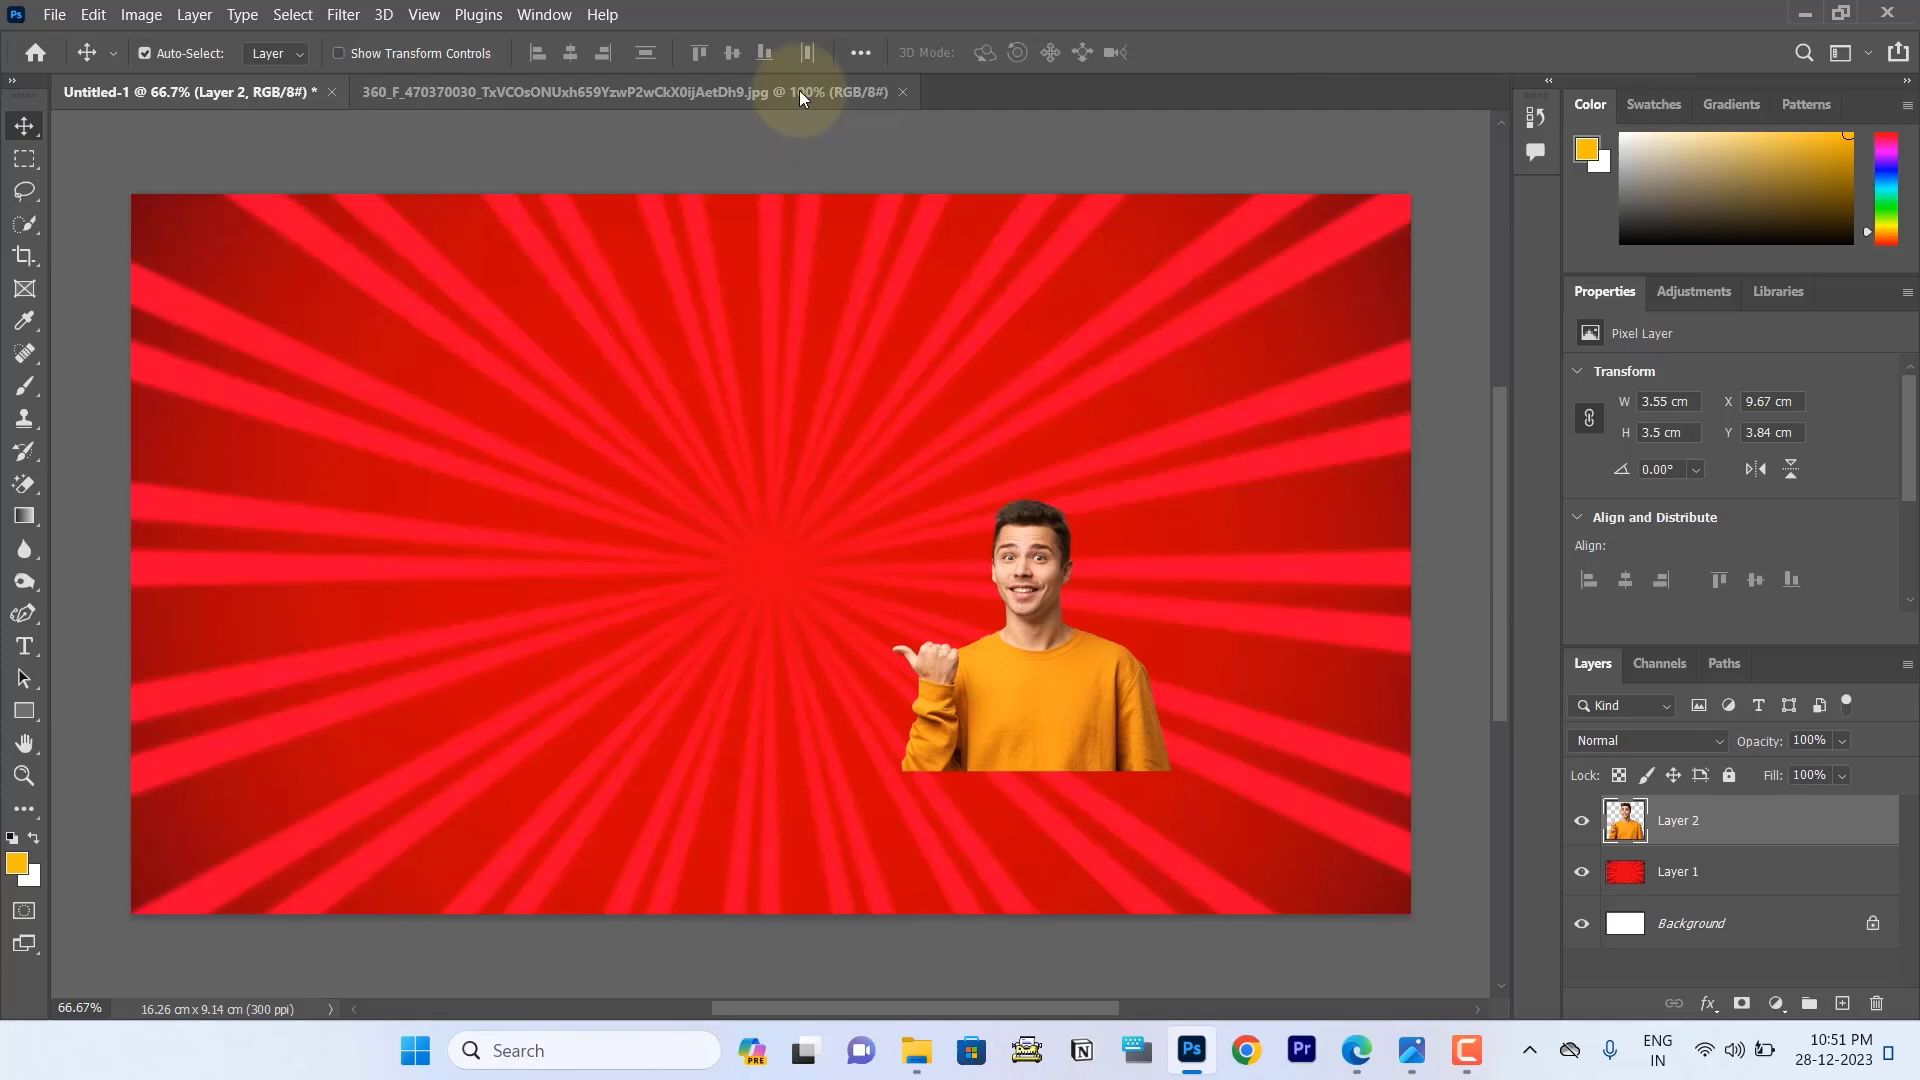 Ps File Edit Image Layer Type Select Filter 3D View Plugins Window Help
Auto-Select: Layer Show Transform Controls 3D Mode:
Untitled-1 @ 66.7% (Layer 2, RGB/8#) * 360_F_470370030_TxVCOsONUxh659YzwP2wCkX0ijAetDh9.jpg @ 100% (RGB/8#)
Color Swatches Gradients Patterns
Properties Adjustments Libraries
Pixel Layer
Transform
W 3.55 cm X 9.67 cm
H 3.5 cm Y 3.84 cm
0.00°
Align and Distribute
Align:
Layers Channels Paths
Kind
Normal Opacity: 100%
Lock: Fill: 100%
Layer 2
Layer 1
Background
fx
66.67% 16.26 cm x 9.14 cm (300 ppi)
Search PRE Ps Pr ENG IN 10:51 PM 28-12-2023